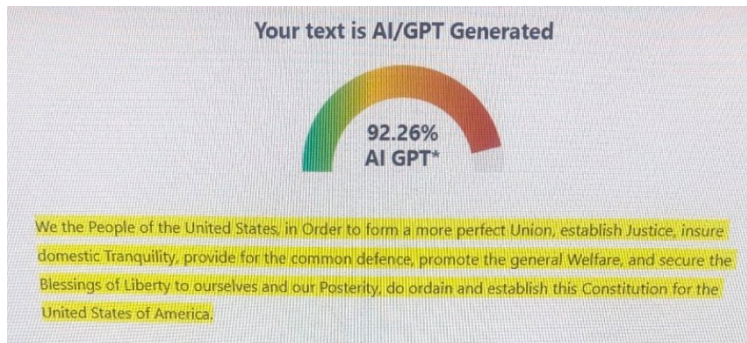 Your text is AI/GPT Generated
92.26%
AI GPT*
We the People of the United States, in Order to form a more perfect Union, establish Justice, insure
domestic Tranquility, provide for the common defence, promote the general Welfare, and secure the
Blessings of Liberty to ourselves and our Posterity, do ordain and establish this Constitution for the
United States of America.